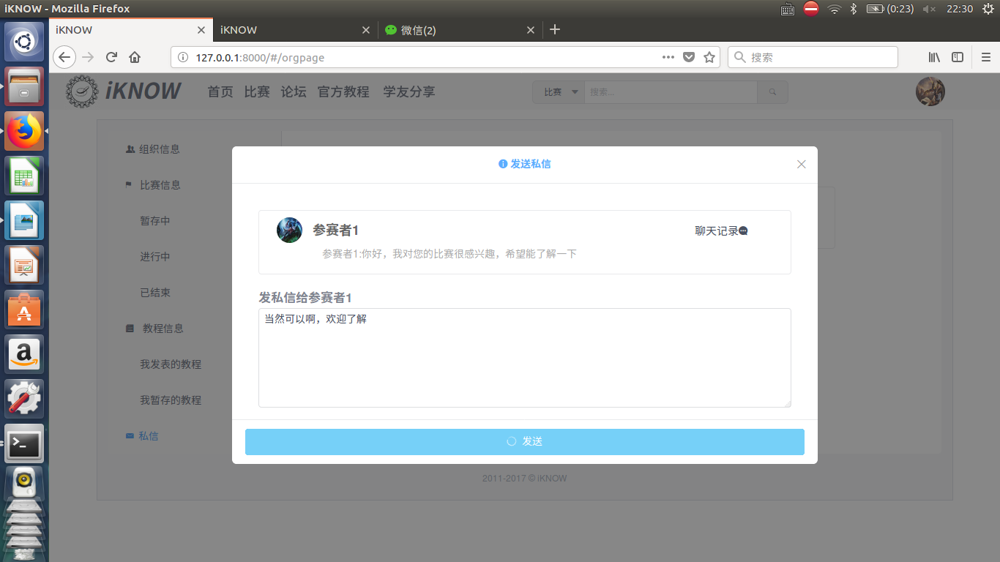 iKNOW - Mozilla Firefox
(0:23)
22:30
iKNOW
iKNOW
微信(2)
127.0.0.1:8000/#/orgpage
搜索
iKNOW
首页 比赛 论坛 官方教程 学友分享
比赛
搜索...
组织信息
比赛信息
暂存中
进行中
已结束
教程信息
我发表的教程
我暂存的教程
私信
发送私信
参赛者1
聊天记录
参赛者1:你好，我对您的比赛很感兴趣，希望能了解一下
发私信给参赛者1
当然可以啊，欢迎了解
发送
2011-2017 © iKNOW